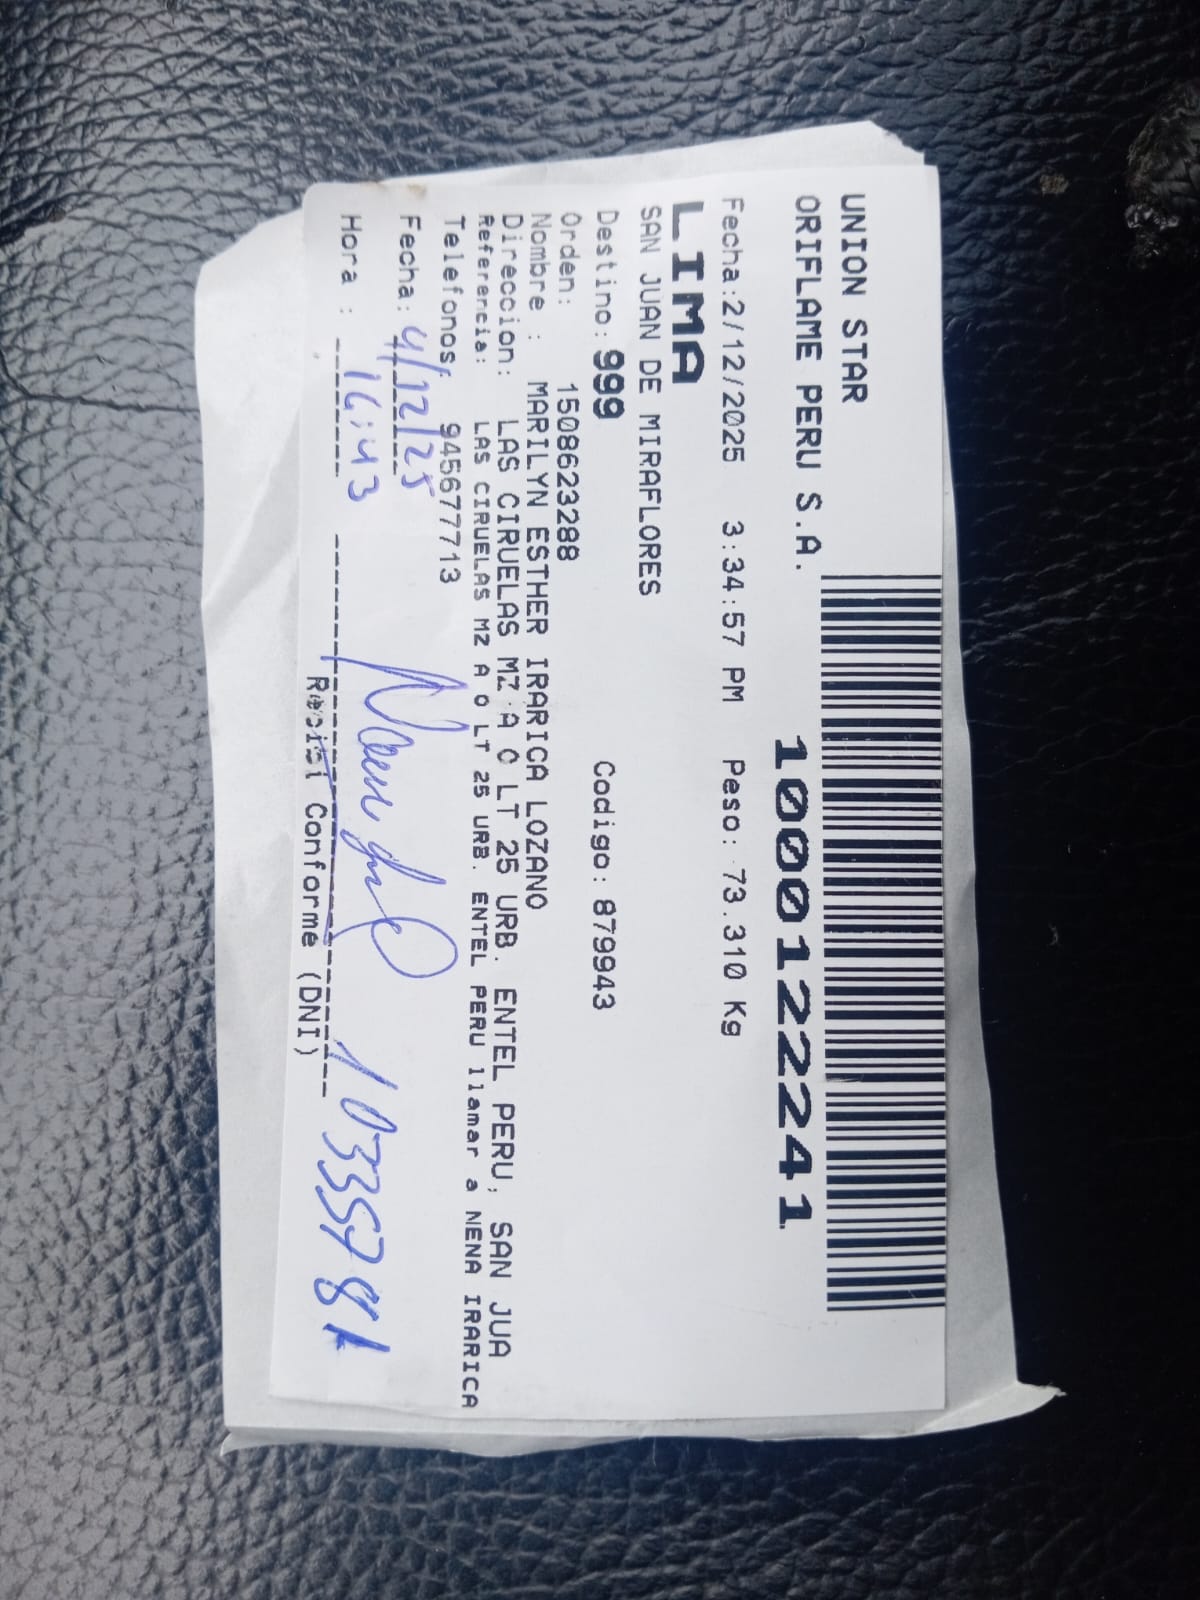 UNION STAR
ORIFLAME PERU S.A.
1000122241
Fecha:2/12/2025 3:34:57 PM Peso: 73.310 Kg
LIMA
SAN JUAN DE MIRAFLORES
Destino: 999 Codigo: 879943
Orden: 1508623288
Nombre : MARILYN ESTHER IRARICA LOZANO
Direccion: LAS CIRUELAS MZ A O LT 25 URB. ENTEL PERU, SAN JUA
Referencia: LAS CIRUELAS MZ A O LT 25 URB. ENTEL PERU llamar a NENA IRARICA
Telefonos: 945677713
Fecha: 4/12/25
Hora : 16:43 10335781
Recibi Conforme (DNI)